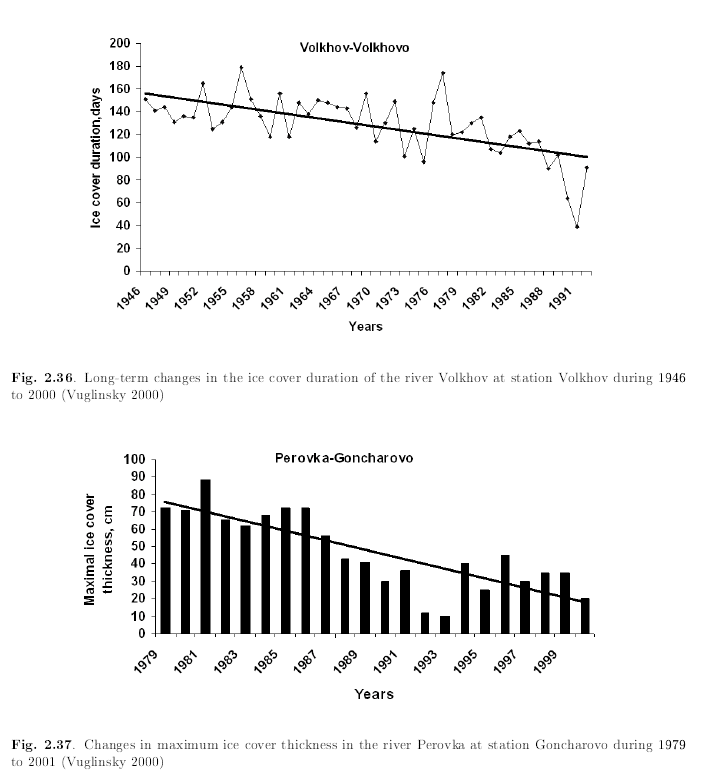 Volkhov-Volkhovo
Ice cover duration,days
200
180
160
140
120
100
80
60
40
20
0
1946 1949 1952 1955 1958 1961 1964 1967 1970 1973 1976 1979 1982 1985 1988 1991
Years
Fig. 2.36. Long-term changes in the ice cover duration of the river Volkhov at station Volkhov during 1946
to 2000 (Vuglinsky 2000)
Perovka-Goncharovo
Maximal ice cover
thickness, cm
100
90
80
70
60
50
40
30
20
10
0
1979 1981 1983 1985 1987 1989 1991 1993 1995 1997 1999
Years
Fig. 2.37. Changes in maximum ice cover thickness in the river Perovka at station Goncharovo during 1979
to 2001 (Vuglinsky 2000)